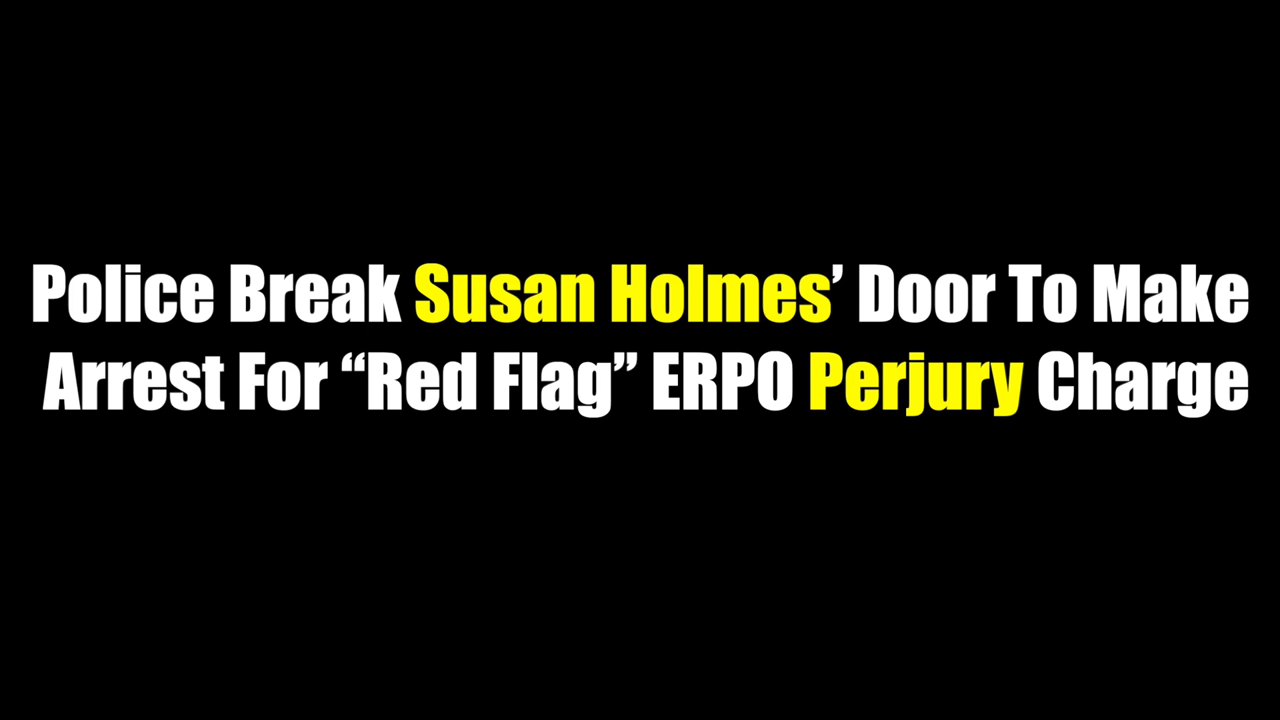 Police Break Susan Holmes’ Door To Make
Arrest For “Red Flag” ERPO Perjury Charge